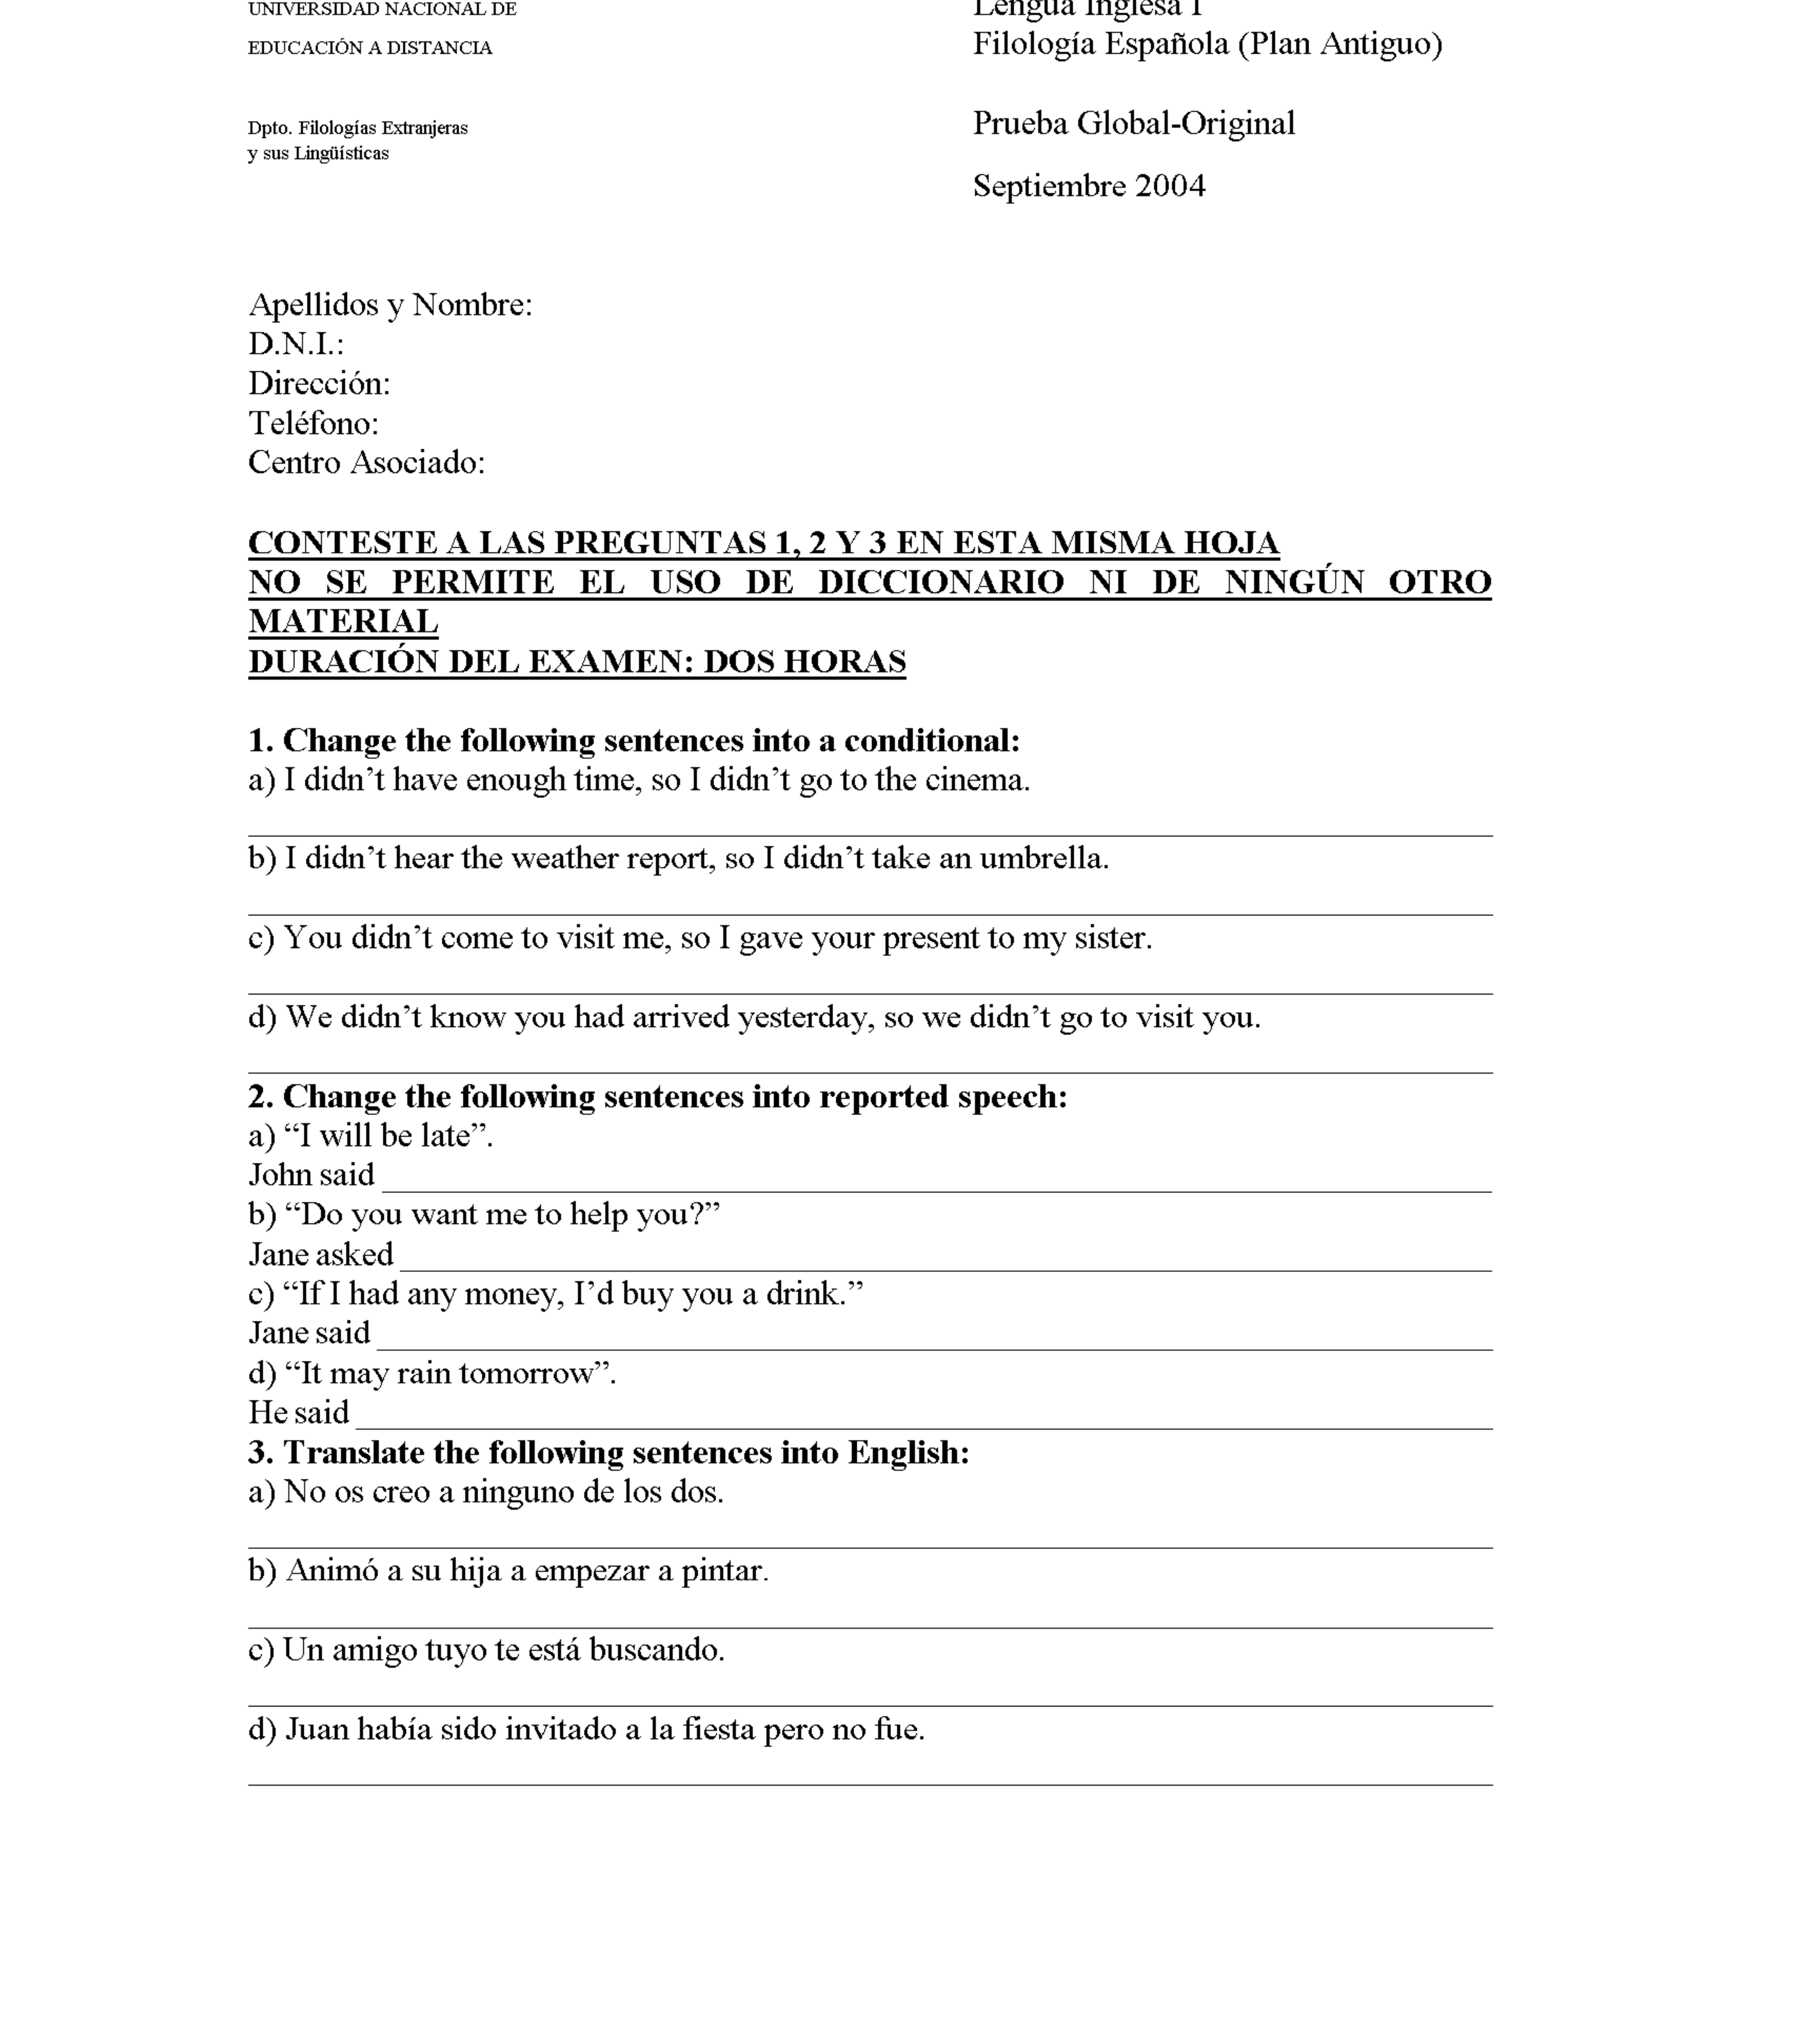 UNIVERSIDAD NACIONAL DE
EDUCACIÓN A DISTANCIA
Dpto. Filologías Extranjeras
y sus Lingüísticas
Lengua Inglesa I
Filología Española (Plan Antiguo)
Prueba Global-Original
Septiembre 2004
Apellidos y Nombre:
D.N.I.:
Dirección:
Teléfono:
Centro Asociado:
CONTESTE A LAS PREGUNTAS 1, 2 Y 3 EN ESTA MISMA HOJA
NO SE PERMITE EL USO DE DICCIONARIO NI DE NINGÚN OTRO
MATERIAL
DURACIÓN DEL EXAMEN: DOS HORAS
1. Change the following sentences into a conditional:
a) I didn’t have enough time, so I didn’t go to the cinema.
b) I didn’t hear the weather report, so I didn’t take an umbrella.
c) You didn’t come to visit me, so I gave your present to my sister.
d) We didn’t know you had arrived yesterday, so we didn’t go to visit you.
2. Change the following sentences into reported speech:
a) “I will be late”.
John said
b) “Do you want me to help you?”
Jane asked
c) “If I had any money, I’d buy you a drink.”
Jane said
d) “It may rain tomorrow”.
He said
3. Translate the following sentences into English:
a) No os creo a ninguno de los dos.
b) Animó a su hija a empezar a pintar.
c) Un amigo tuyo te está buscando.
d) Juan había sido invitado a la fiesta pero no fue.